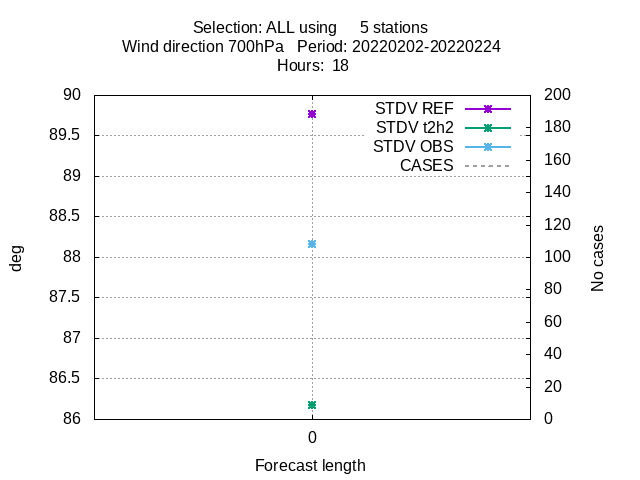 Selection: ALL using      5 stations
Wind direction 700hPa   Period: 20220202-20220224
Hours:  18
STDV REF
STDV t2h2
STDV OBS
CASES
90
89.5
89
88.5
88
87.5
87
86.5
86
200
180
160
140
120
100
80
60
40
20
0
deg
No cases
0
Forecast length